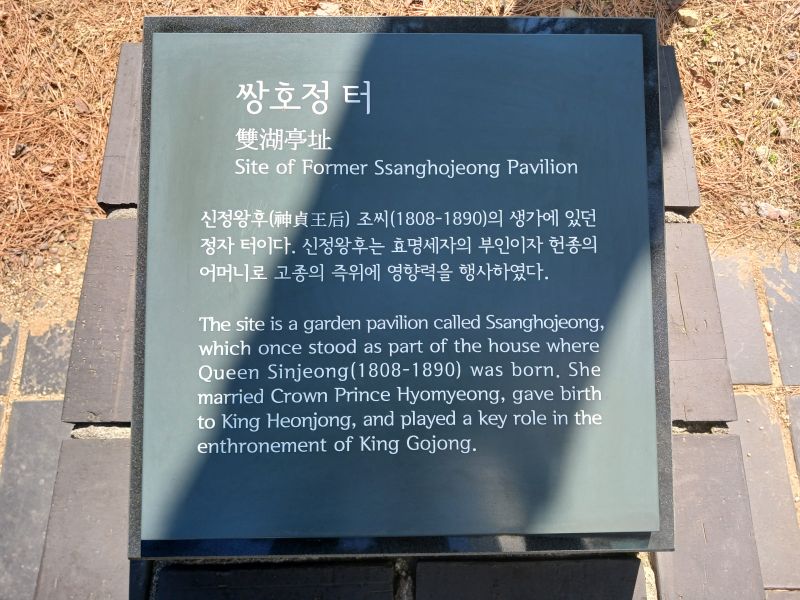 쌍호정 터
雙湖亭址
Site of Former Ssanghojeong Pavilion
신정왕후(神貞王后) 조씨(1808-1890)의 생가에 있던
정자 터이다. 신정왕후는 효명세자의 부인이자 헌종의
어머니로 고종의 즉위에 영향력을 행사하였다.
The site is a garden pavilion called Ssanghojeong,
which once stood as part of the house where
Queen Sinjeong(1808-1890) was born. She
married Crown Prince Hyomyeong, gave birth
to King Heonjong, and played a key role in the
enthronement of King Gojong.